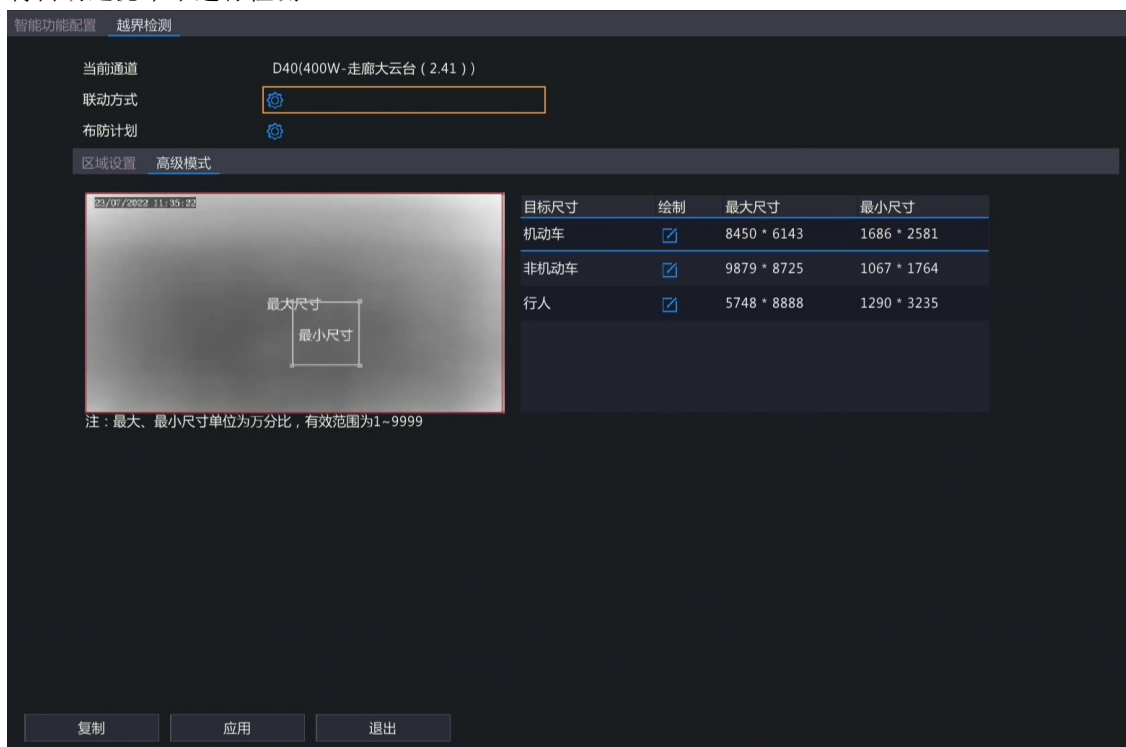 智能功能配置 越界检测
当前通道 D40(400W-走廊大云台 ( 2.41 ) )
联动方式
布防计划
区域设置 高级模式
23/07/2022 11:35:22
最大尺寸
最小尺寸
目标尺寸 绘制 最大尺寸 最小尺寸
机动车 8450 * 6143 1686 * 2581
非机动车 9879 * 8725 1067 * 1764
行人 5748 * 8888 1290 * 3235
注：最大、最小尺寸单位为万分比，有效范围为1~9999
复制 应用 退出